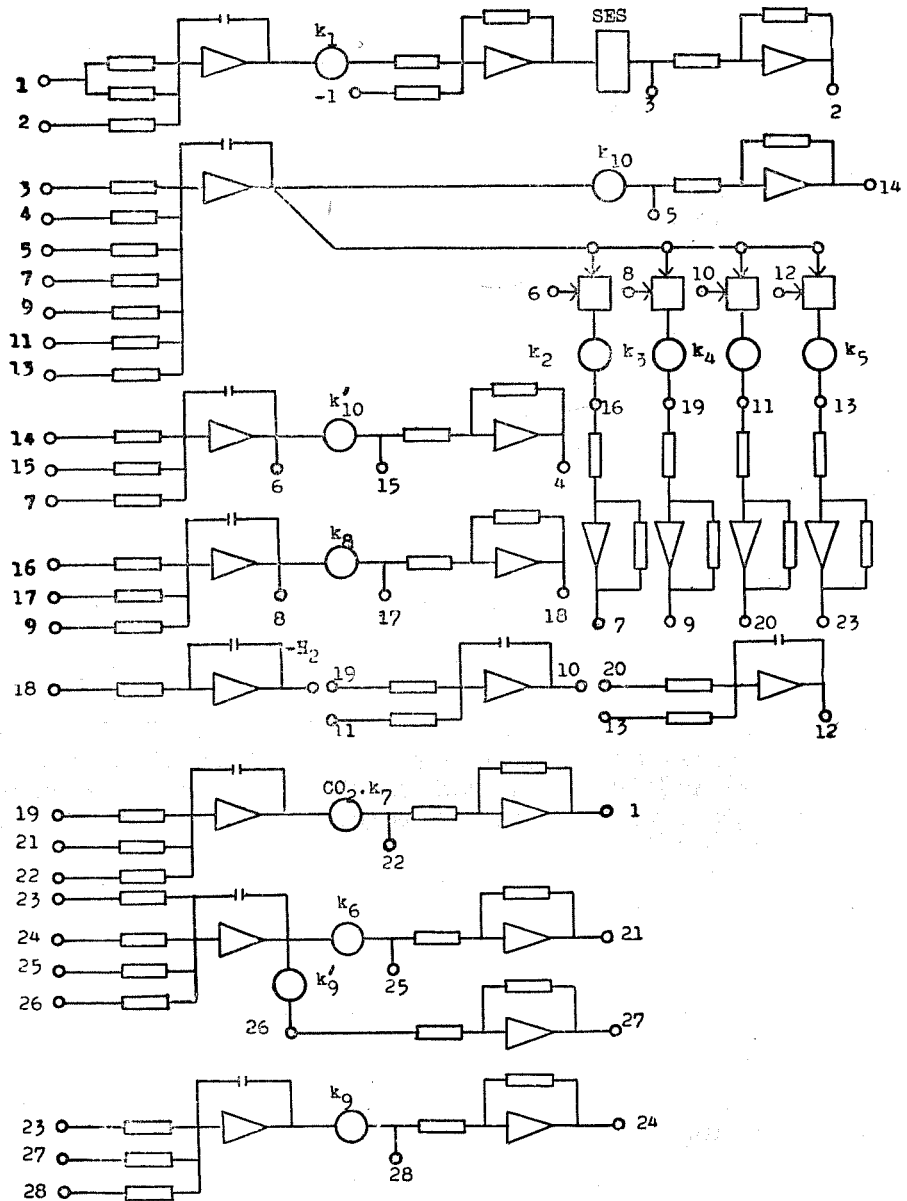 k1 SES
1 -1 3 2
2
k10
3 14
4 5
5
7 6 8 10 12
9
11 k2 k3 k4 k5
13
k'10 16 19 11 13
14
15 6 15 4
7
k8
16
17 8 17 18 7 9 20 23
9
-H2
18 19 10 20
11 13 12
CO2.k7
19 1
21 22
22
23 k6
24 21
25 25
26 k'9
26 27
k9
23 24
27 28
28